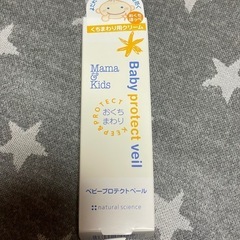 くちまわり用クリーム
Baby protect veil
Mama
&Kids
KEEP&PROTECT
おくち
まわり
ベビープロテクトベール
natural science